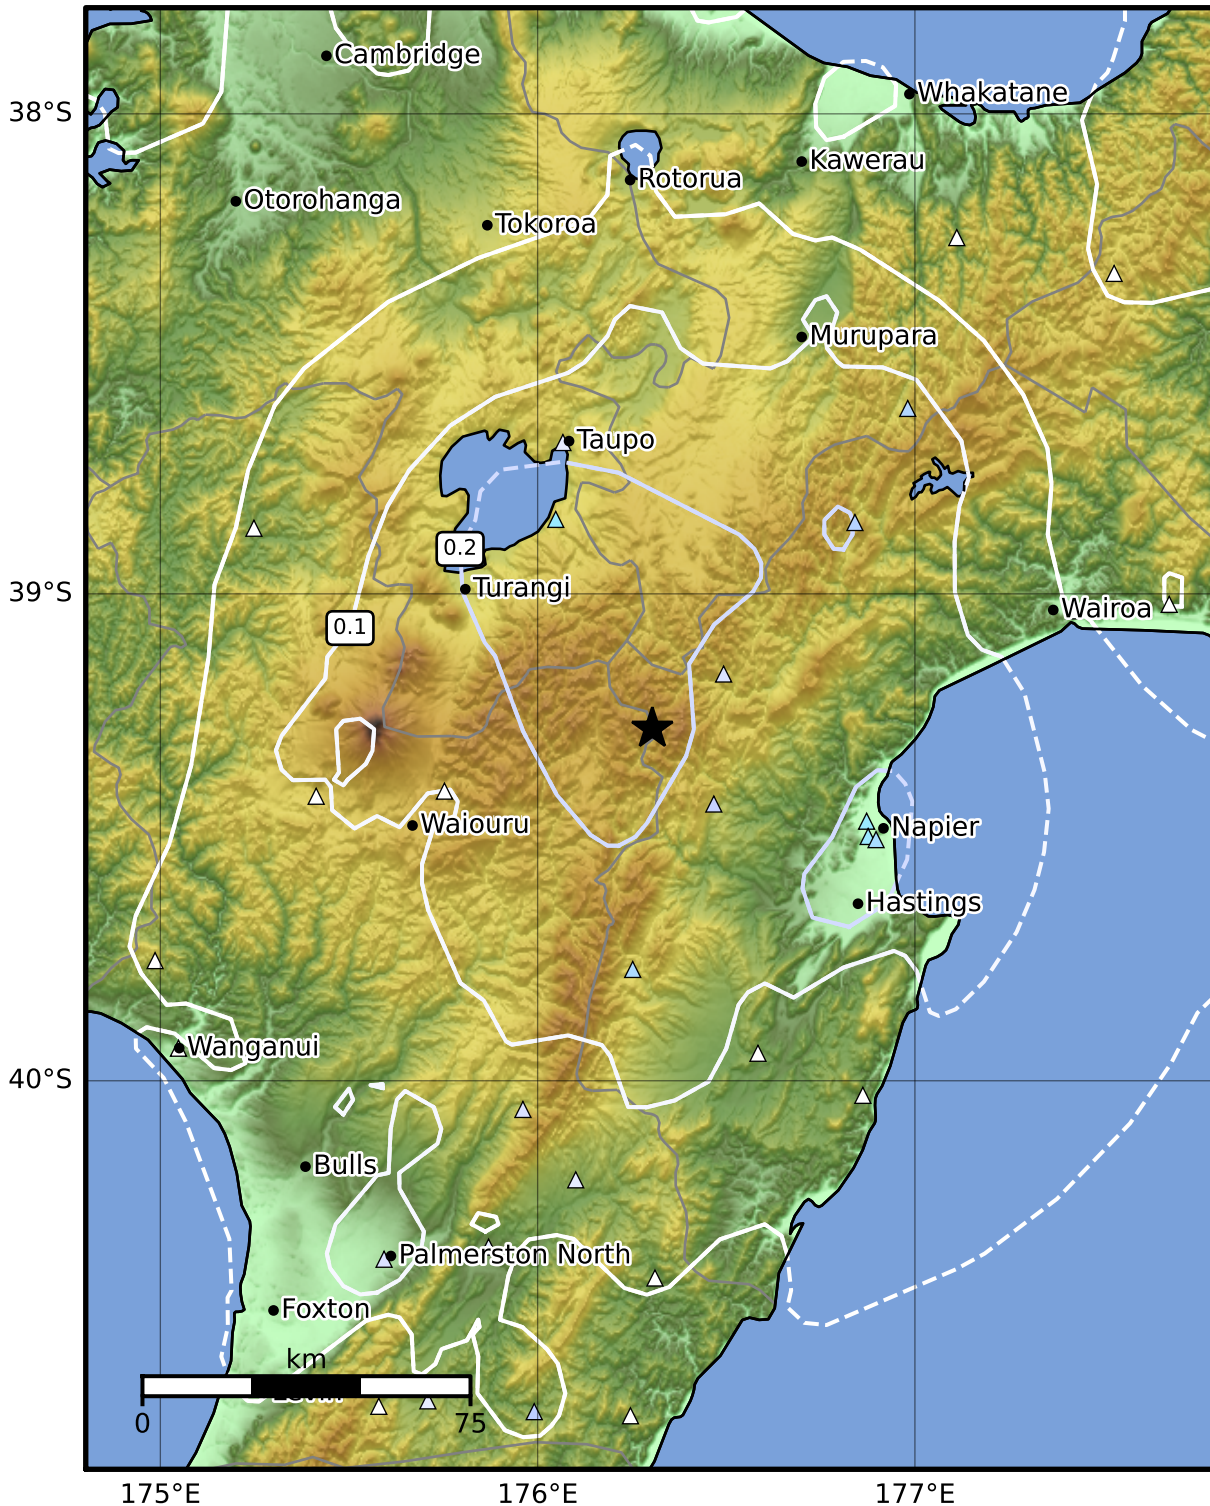 Cambridge
Whakatane
38°S
Kawerau
Rotorua
Otorohanga
Tokoroa
Murupara
Taupo
0.2
Turangi
39°S
Wairoa
0.1
Waiouru
Napier
Hastings
Wanganui
40°S
Bulls
Palmerston North
Foxton
km
0
75
175°E
176°E
177°E